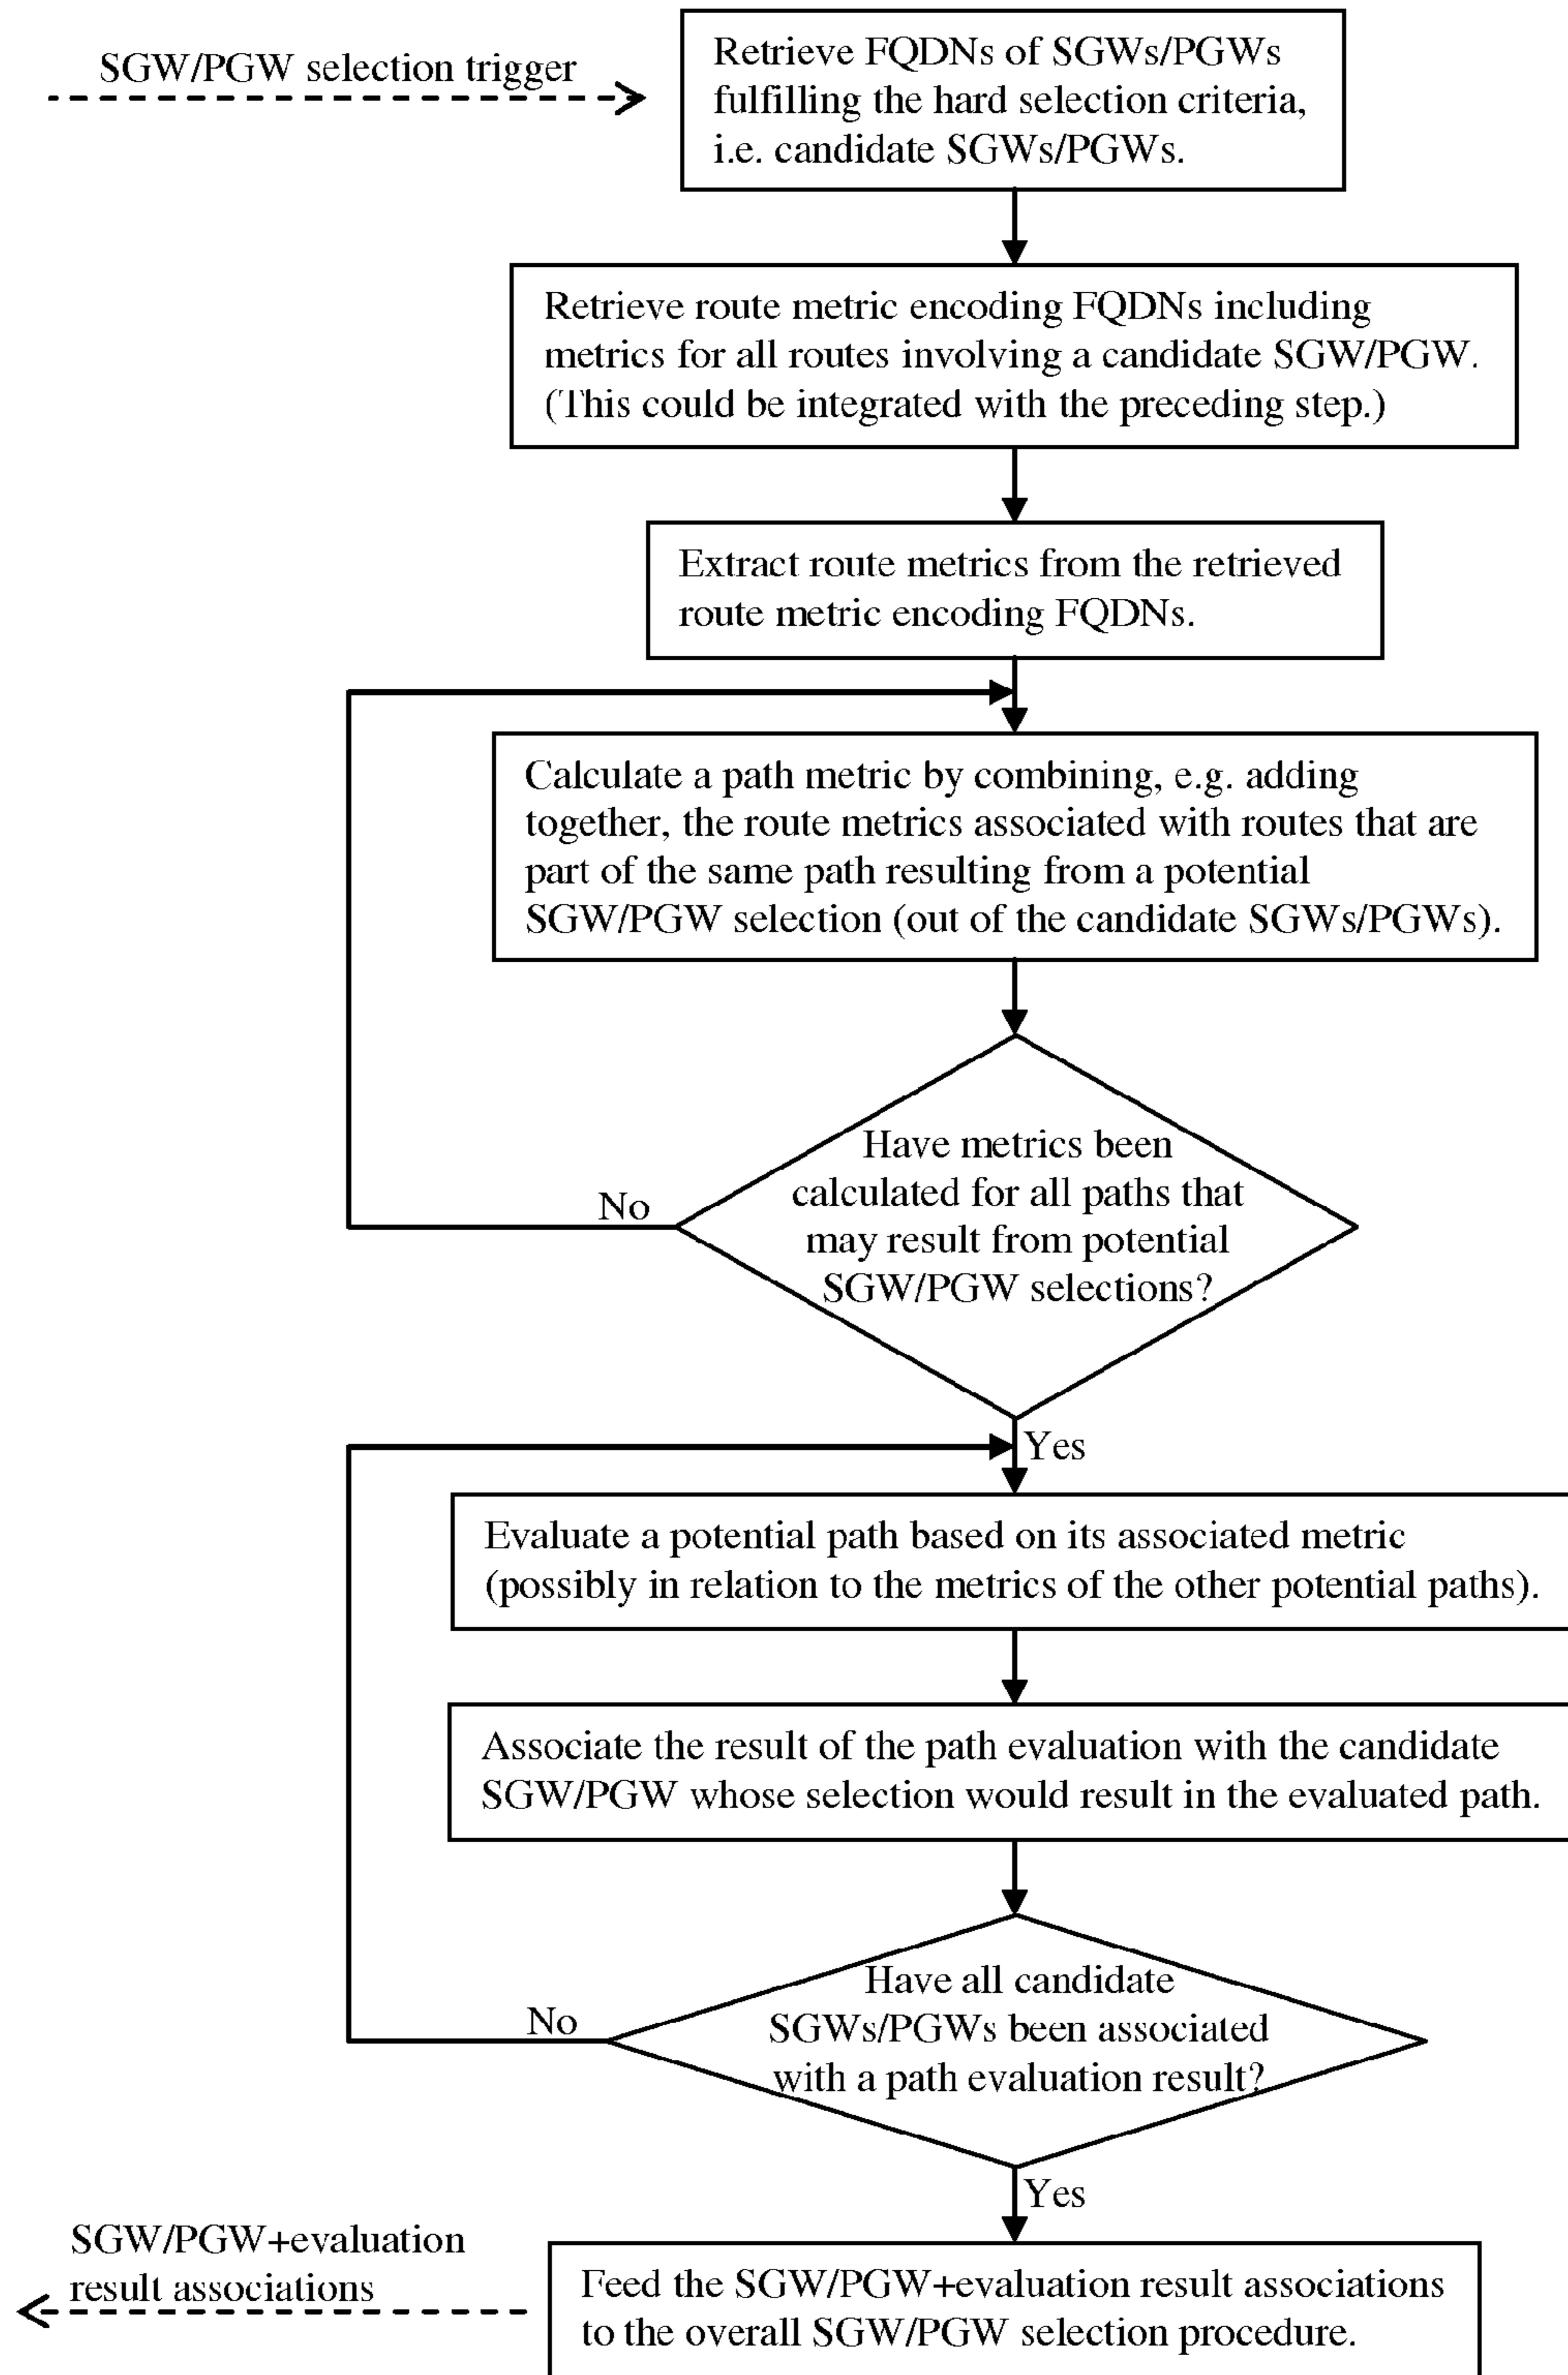 SGW/PGW selection trigger
Retrieve FQDNs of SGWs/PGWs
fulfilling the hard selection criteria,
i.e. candidate SGWs/PGWs.
Retrieve route metric encoding FQDNs including
metrics for all routes involving a candidate SGW/PGW.
(This could be integrated with the preceding step.)
Extract route metrics from the retrieved
route metric encoding FQDNs.
Calculate a path metric by combining, e.g. adding
together, the route metrics associated with routes that are
part of the same path resulting from a potential
SGW/PGW selection (out of the candidate SGWs/PGWs).
Have metrics been
calculated for all paths that
may result from potential
SGW/PGW selections?
No
Yes
Evaluate a potential path based on its associated metric
(possibly in relation to the metrics of the other potential paths).
Associate the result of the path evaluation with the candidate
SGW/PGW whose selection would result in the evaluated path.
Have all candidate
SGWs/PGWs been associated
with a path evaluation result?
No
Yes
SGW/PGW+evaluation
result associations
Feed the SGW/PGW+evaluation result associations
to the overall SGW/PGW selection procedure.